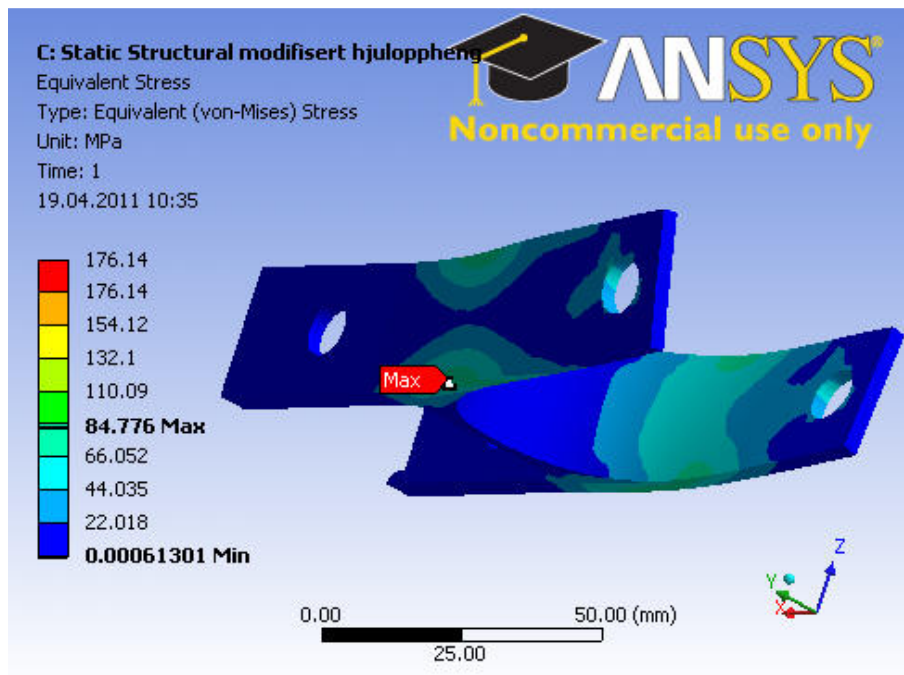 C: Static Structural modifisert hjuloppheng
Equivalent Stress
Type: Equivalent (von-Mises) Stress
Unit: MPa
Time: 1
19.04.2011 10:35
ANSYS®
Noncommercial use only
176.14
176.14
154.12
132.1
110.09
84.776 Max
66.052
44.035
22.018
0.00061301 Min
Max
0.00
50.00 (mm)
25.00
Z
Y
X